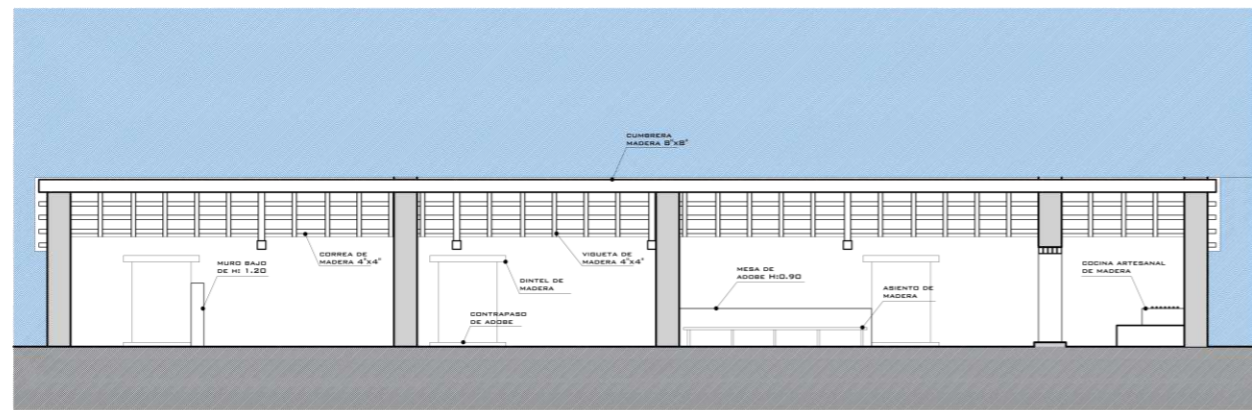 CUMBRERA
MADERA 8"x8"
MURO BAJO
DE H: 1.20
CORREA DE
MADERA 4"x4"
DINTEL DE
MADERA
VIGUETA DE
MADERA 4"x4"
MESA DE
ADOBE H:0.90
ASIENTO DE
MADERA
COCINA ARTESANAL
DE MADERA
CONTRAPASO
DE ADOBE